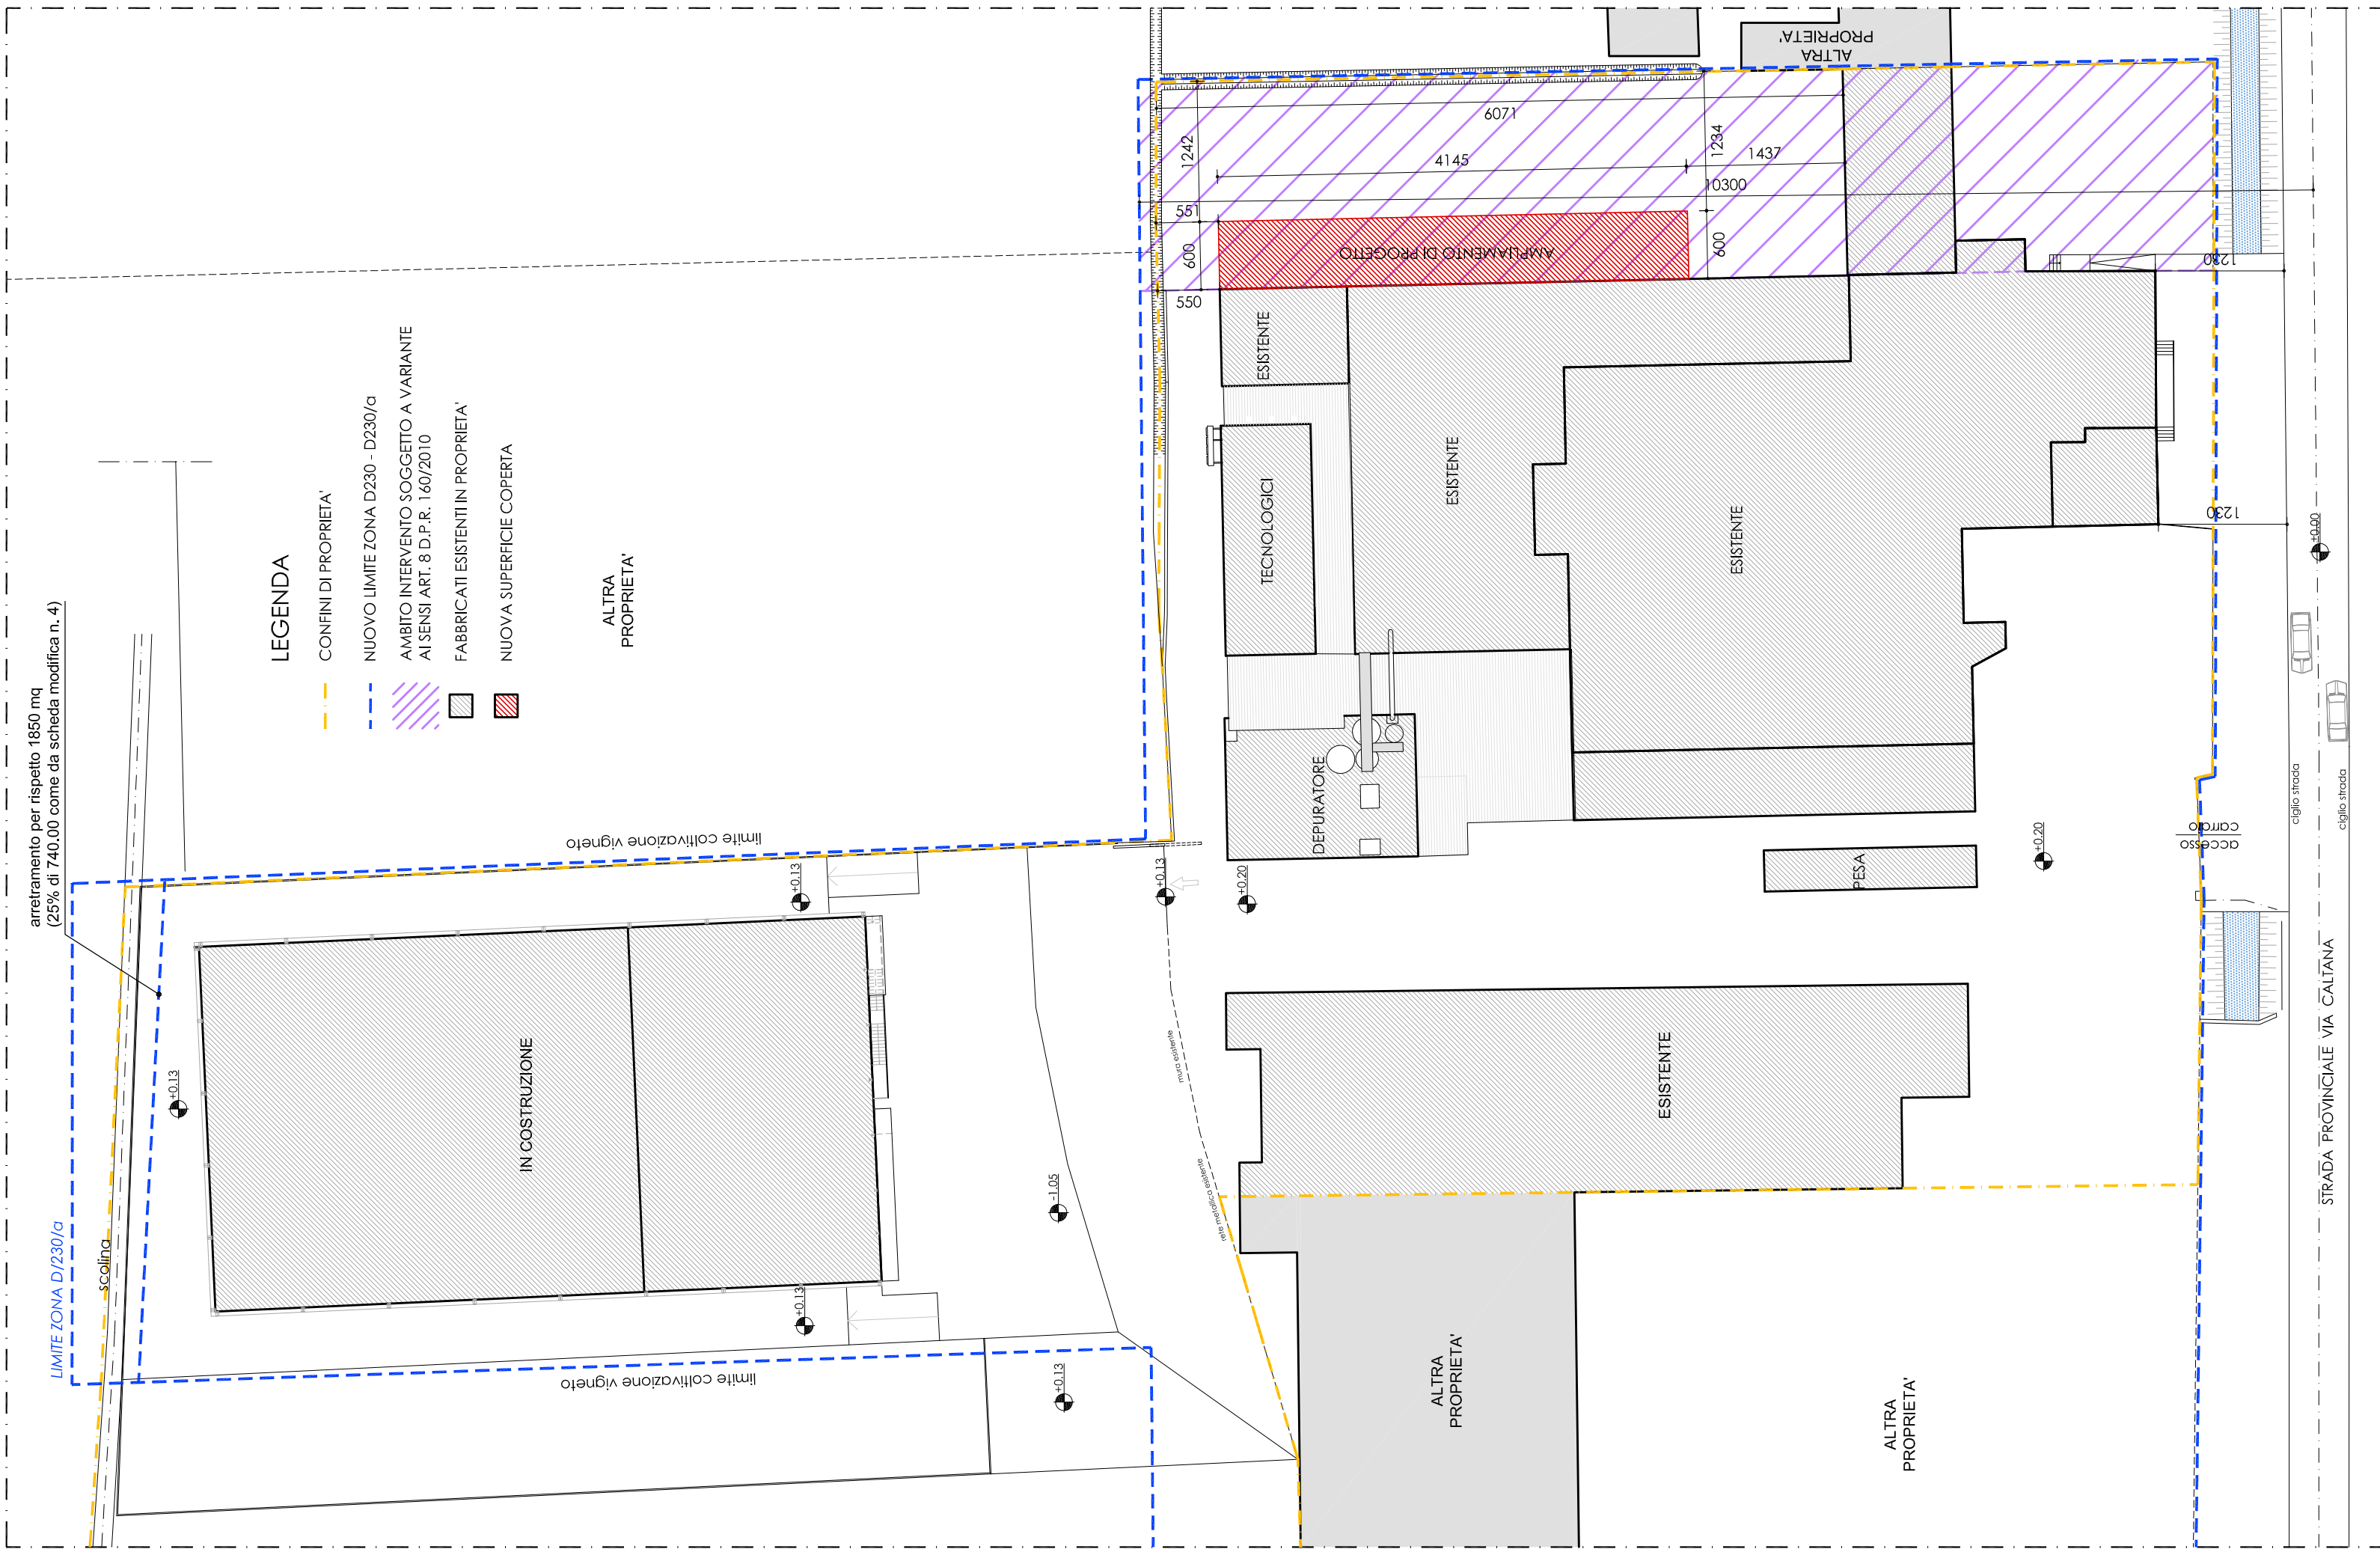 arretramento per rispetto 1850 mq
(25% di 740.00 come da scheda modifica n. 4)
LEGENDA
CONFINI DI PROPRIETA'
NUOVO LIMITE ZONA D230 - D230/a
AMBITO INTERVENTO SOGGETTO A VARIANTE
AI SENSI ART. 8 D.P.R. 160/2010
FABBRICATI ESISTENTI IN PROPRIETA'
NUOVA SUPERFICIE COPERTA
ALTRA
PROPRIETA'
ALTRA
PROPRIETA'
6071
1242
1234
4145
1437
10300
551
600
600
550
AMPLIAMENTO DI PROGETTO
1230
1230
ESISTENTE
ESISTENTE
TECNOLOGICI
ESISTENTE
DEPURATORE
PESA
accesso
carraio
ciglio strada
ciglio strada
+0.00
+0.20
+0.20
+0.13
+0.13
+0.13
+0.13
-1.05
+0.13
limite coltivazione vigneto
limite coltivazione vigneto
IN COSTRUZIONE
LIMITE ZONA D/230/a
scolina
mura esistente
rete metallica esistente
ESISTENTE
ALTRA
PROPRIETA'
ALTRA
PROPRIETA'
STRADA PROVINCIALE VIA CALTANA